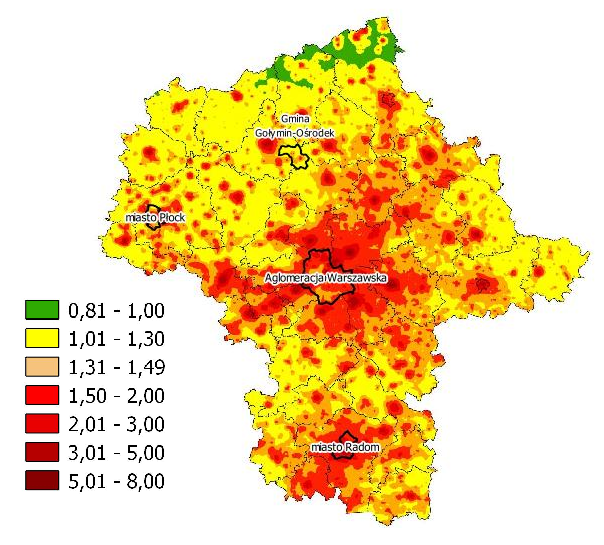 Gmina
Gołymin-Ośrodek
miasto Płock
Aglomeracja Warszawska
0,81 - 1,00
1,01 - 1,30
1,31 - 1,49
1,50 - 2,00
2,01 - 3,00
3,01 - 5,00
5,01 - 8,00
miasto Radom